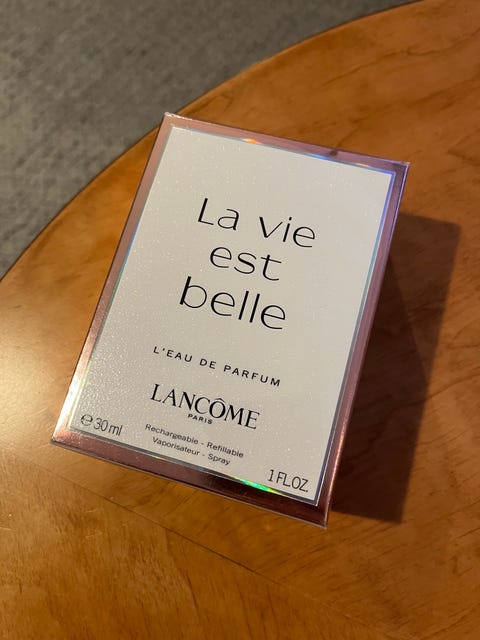 La vie
est
belle
L'EAU DE PARFUM
LANCÔME
PARIS
℮ 30 ml
Rechargeable - Refillable
Vaporisateur - Spray
1 FL.OZ.